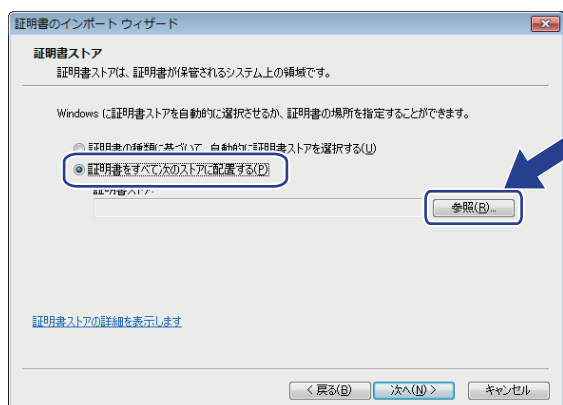 証明書のインポート ウィザード
証明書ストア
証明書ストアは、証明書が保管されるシステム上の領域です。
Windows に証明書ストアを自動的に選択させるか、証明書の場所を指定することができます。
証明書の種類に基づいて、自動的に証明書ストアを選択する(U)
証明書をすべて次のストアに配置する(P)
証明書ストア:
参照(R)...
証明書ストアの詳細を表示します
< 戻る(B)
次へ(N) >
キャンセル